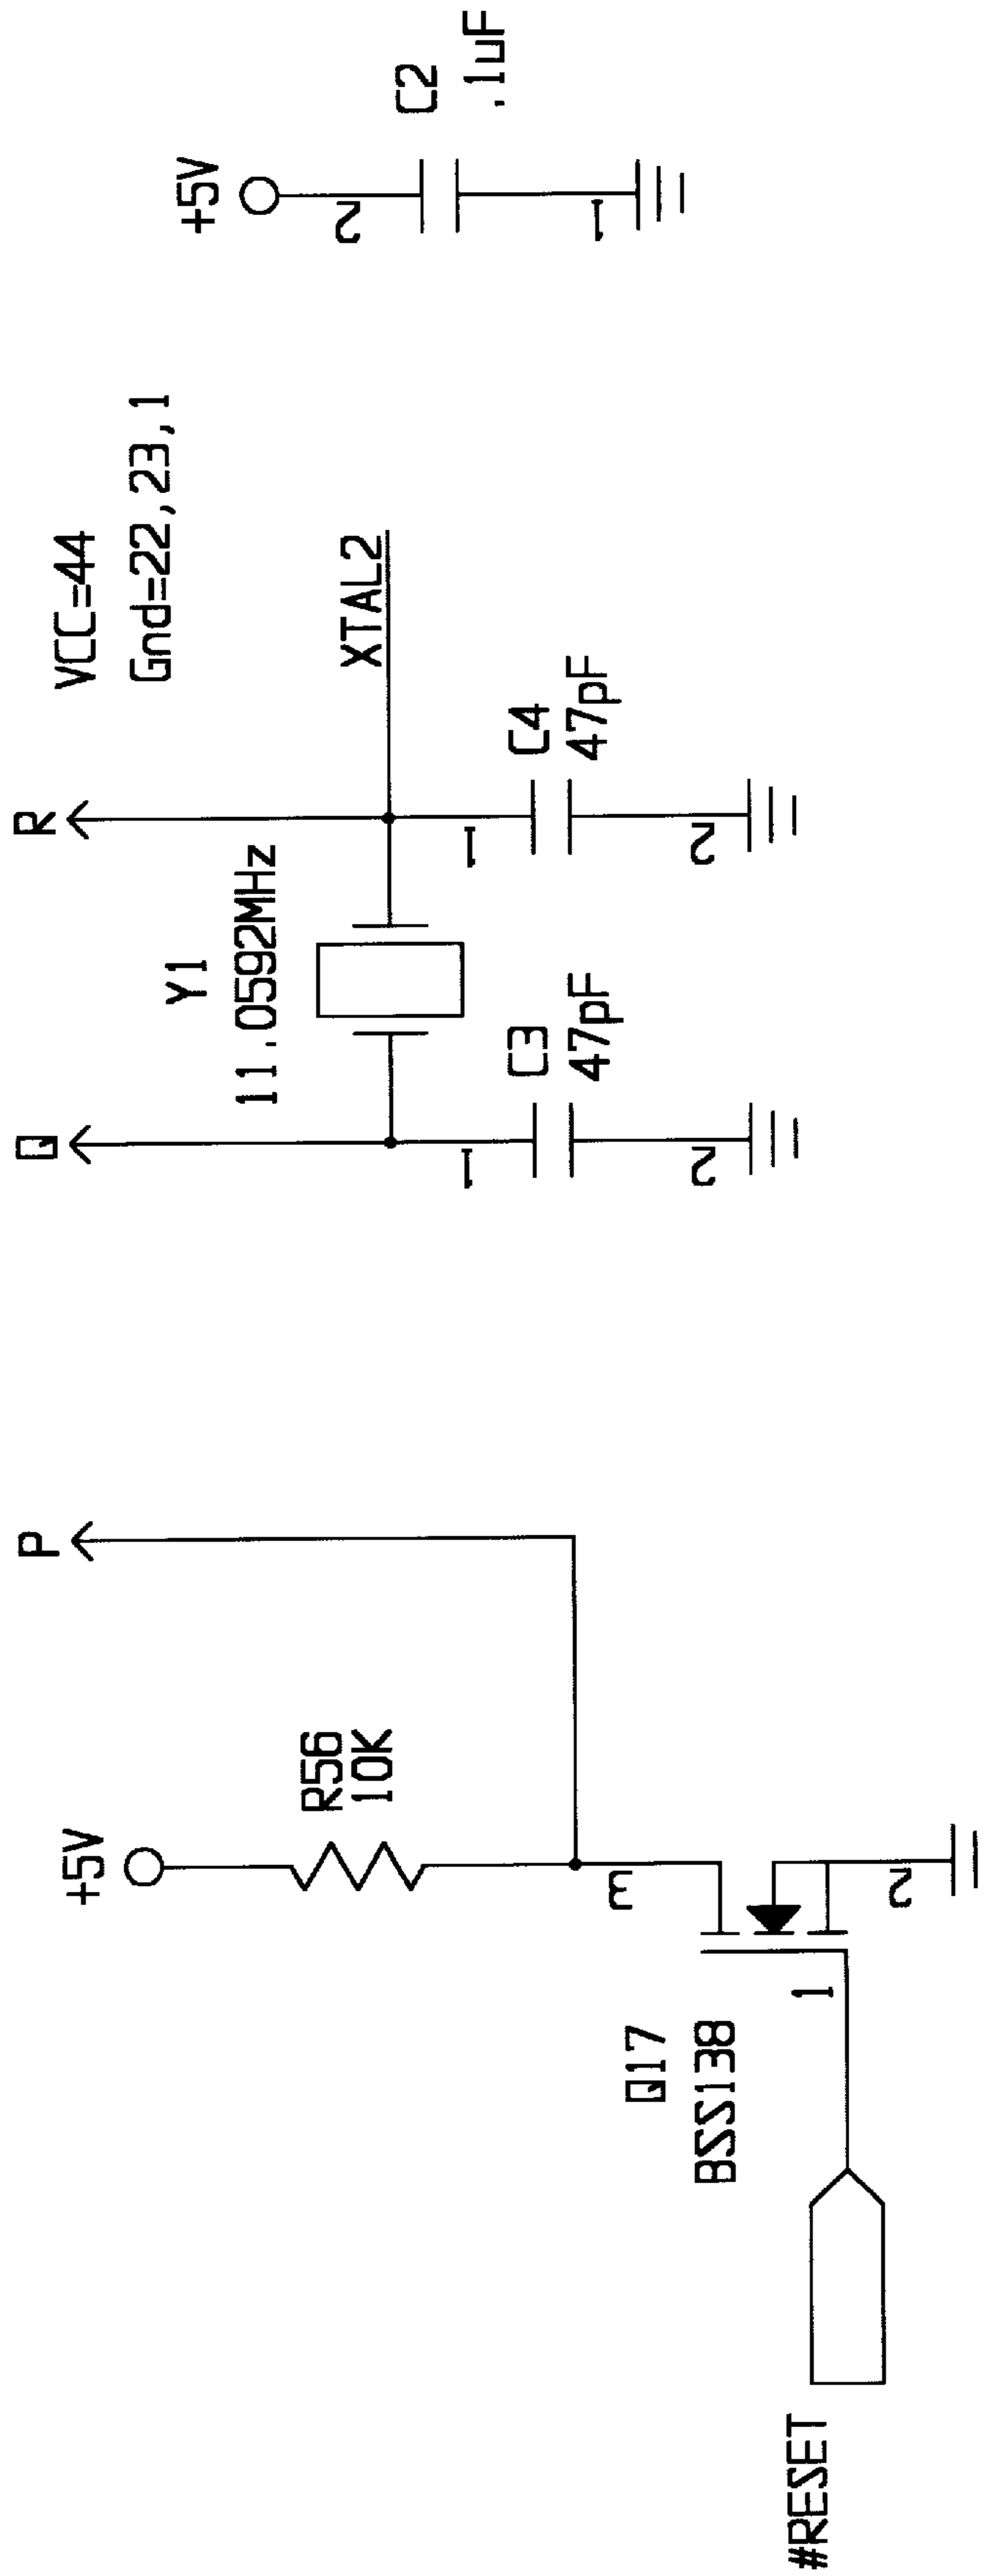 +5V
R56
10K
P
3
Q17
BSS138
1
2
#RESET
Q
R
Y1
11.0592MHz
VCC=44
Gnd=22,23,1
XTAL2
1
C3
47pF
2
1
C4
47pF
2
+5V
2
C2
.1uF
1